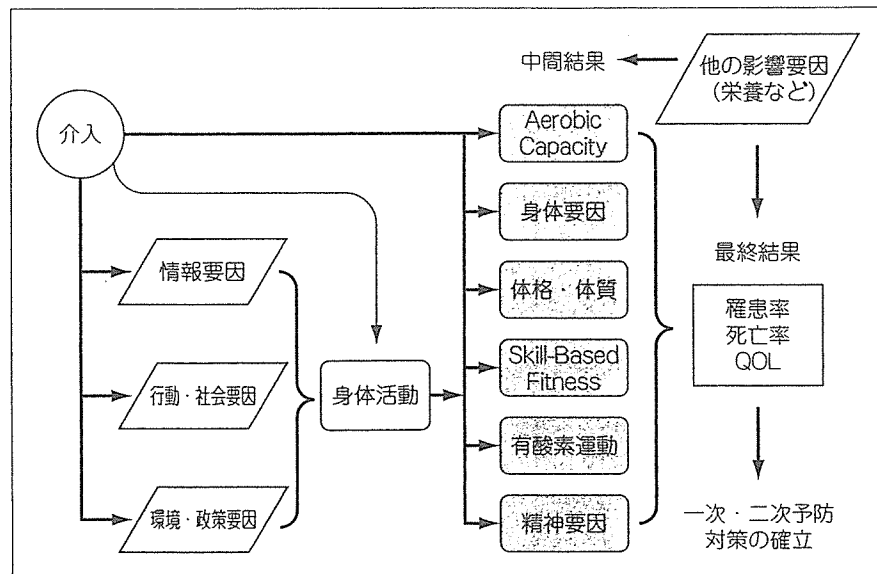 中間結果
他の影響要因
(栄養など)
介入
Aerobic
Capacity
身体要因
情報要因
体格・体質
最終結果
罹患率
死亡率
QOL
行動・社会要因
身体活動
Skill-Based
Fitness
有酸素運動
環境・政策要因
精神要因
一次・二次予防
対策の確立